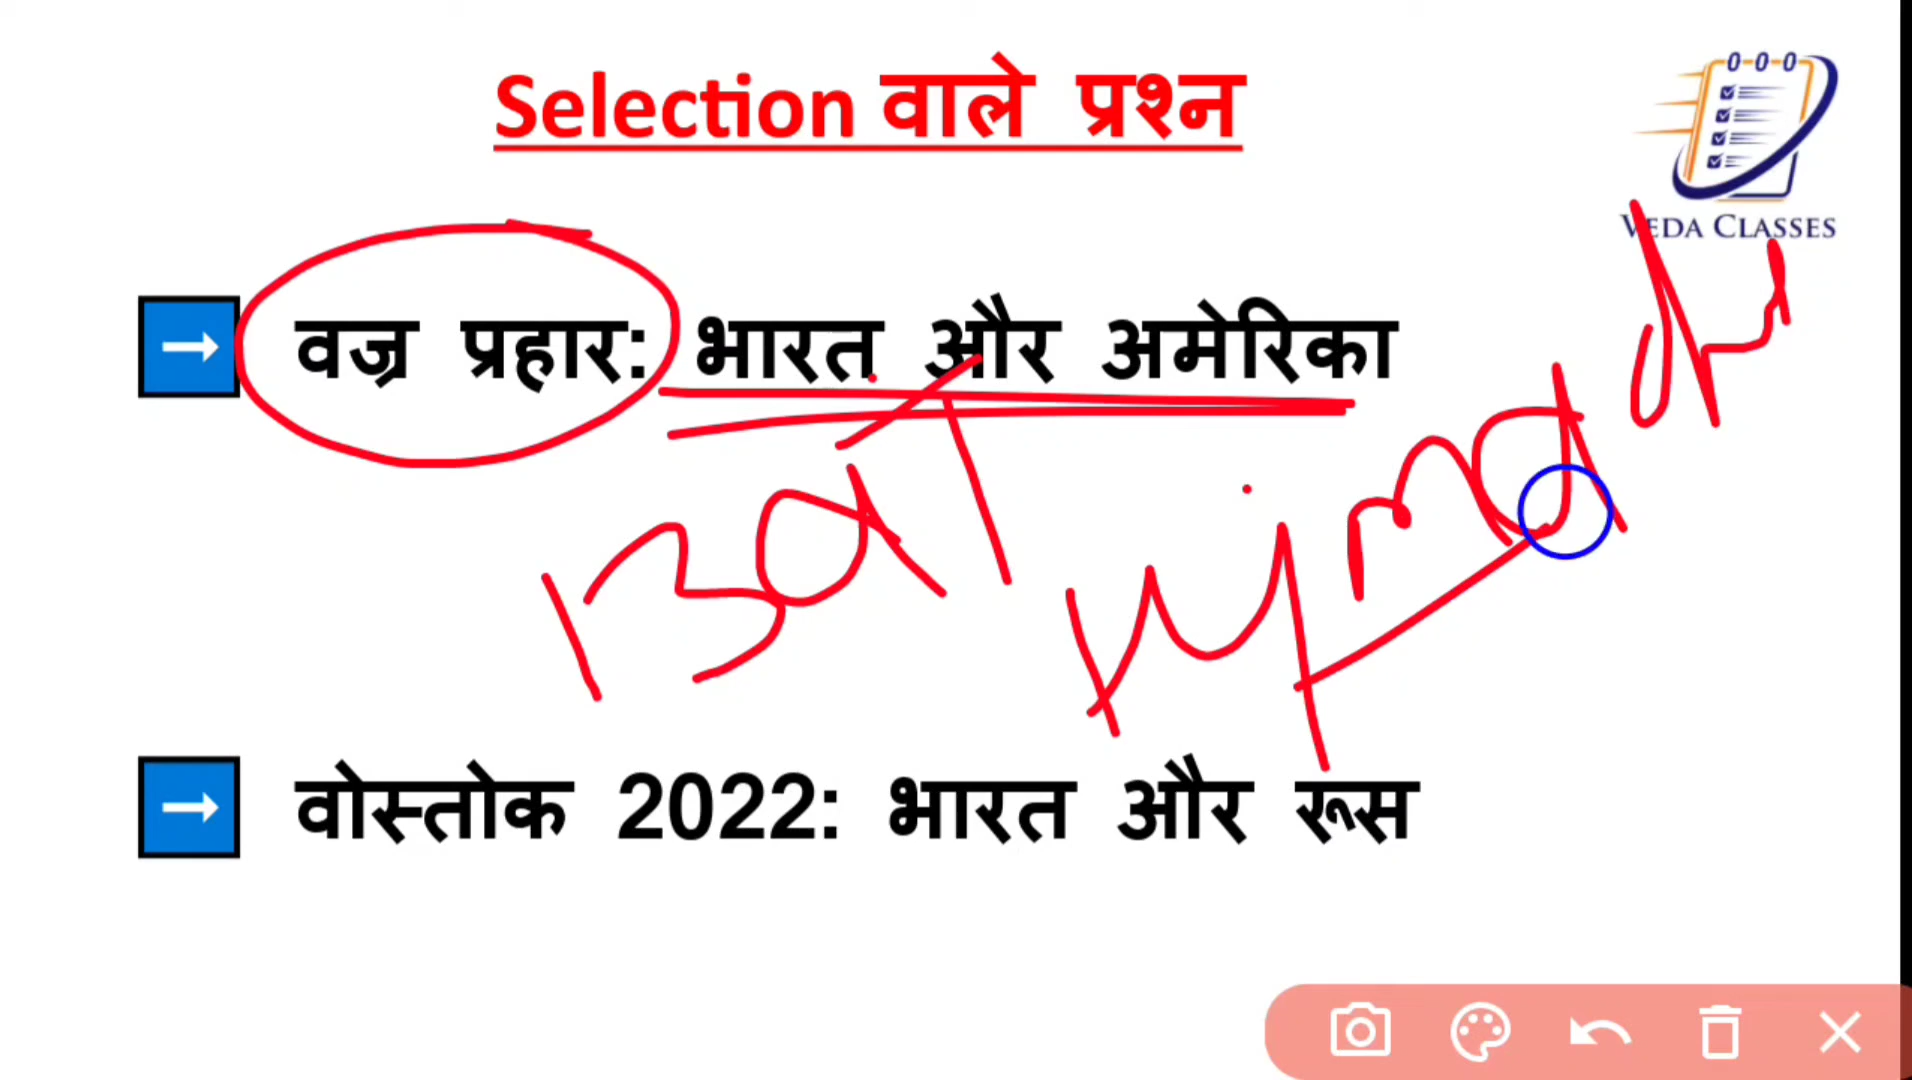 Selection वाले प्रश्न
VEDA CLASSES
वज्र प्रहार: भारत और अमेरिका
वोस्तोक 2022: भारत और रूस